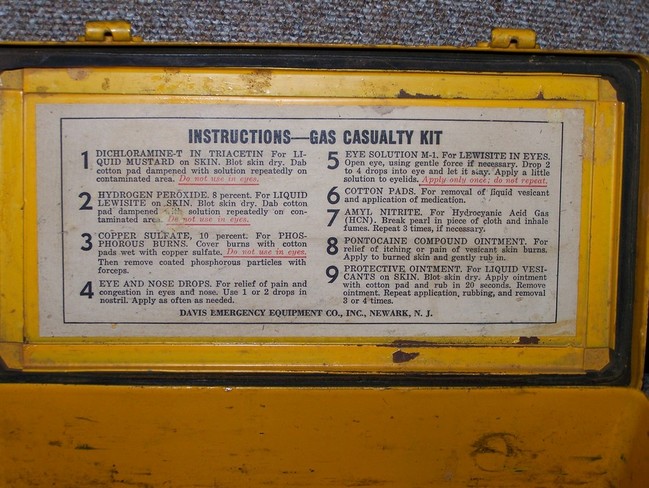 INSTRUCTIONS—GAS CASUALTY KIT
1 DICHLORAMINE-T IN TRIACETIN For LI-
QUID MUSTARD on SKIN. Blot skin dry. Dab
cotton pad dampened with solution repeatedly on
contaminated area. Do not use in eyes.
2 HYDROGEN PEROXIDE. 8 percent. For LIQUID
LEWISITE on SKIN. Blot skin dry. Dab cotton
pad dampened with solution repeatedly on con-
taminated area. Do not use in eyes.
3 COPPER SULFATE, 10 percent. For PHOS-
PHOROUS BURNS. Cover burns with cotton
pads wet with copper sulfate. Do not use in eyes.
Then remove coated phosphorous particles with
forceps.
4 EYE AND NOSE DROPS. For relief of pain and
congestion in eyes and nose. Use 1 or 2 drops in
nostril. Apply as often as needed.
5 EYE SOLUTION M-1. For LEWISITE IN EYES.
Open eye, using gentle force if necessary. Drop 2
to 4 drops into eye and let it stay. Apply a little
solution to eyelids. Apply only once; do not repeat.
6 COTTON PADS. For removal of liquid vesicant
and application of medication.
7 AMYL NITRITE. For Hydrocyanic Acid Gas
(HCN). Break pearl in piece of cloth and inhale
fumes. Repeat 3 times, if necessary.
8 PONTOCAINE COMPOUND OINTMENT. For
relief of itching or pain of vesicant skin burns.
Apply to burned skin and gently rub in.
9 PROTECTIVE OINTMENT. For LIQUID VESI-
CANTS on SKIN. Blot skin dry. Apply ointment
with cotton pad and rub in 20 seconds. Remove
ointment. Repeat application, rubbing, and removal
3 or 4 times.
DAVIS EMERGENCY EQUIPMENT CO., INC., NEWARK, N. J.